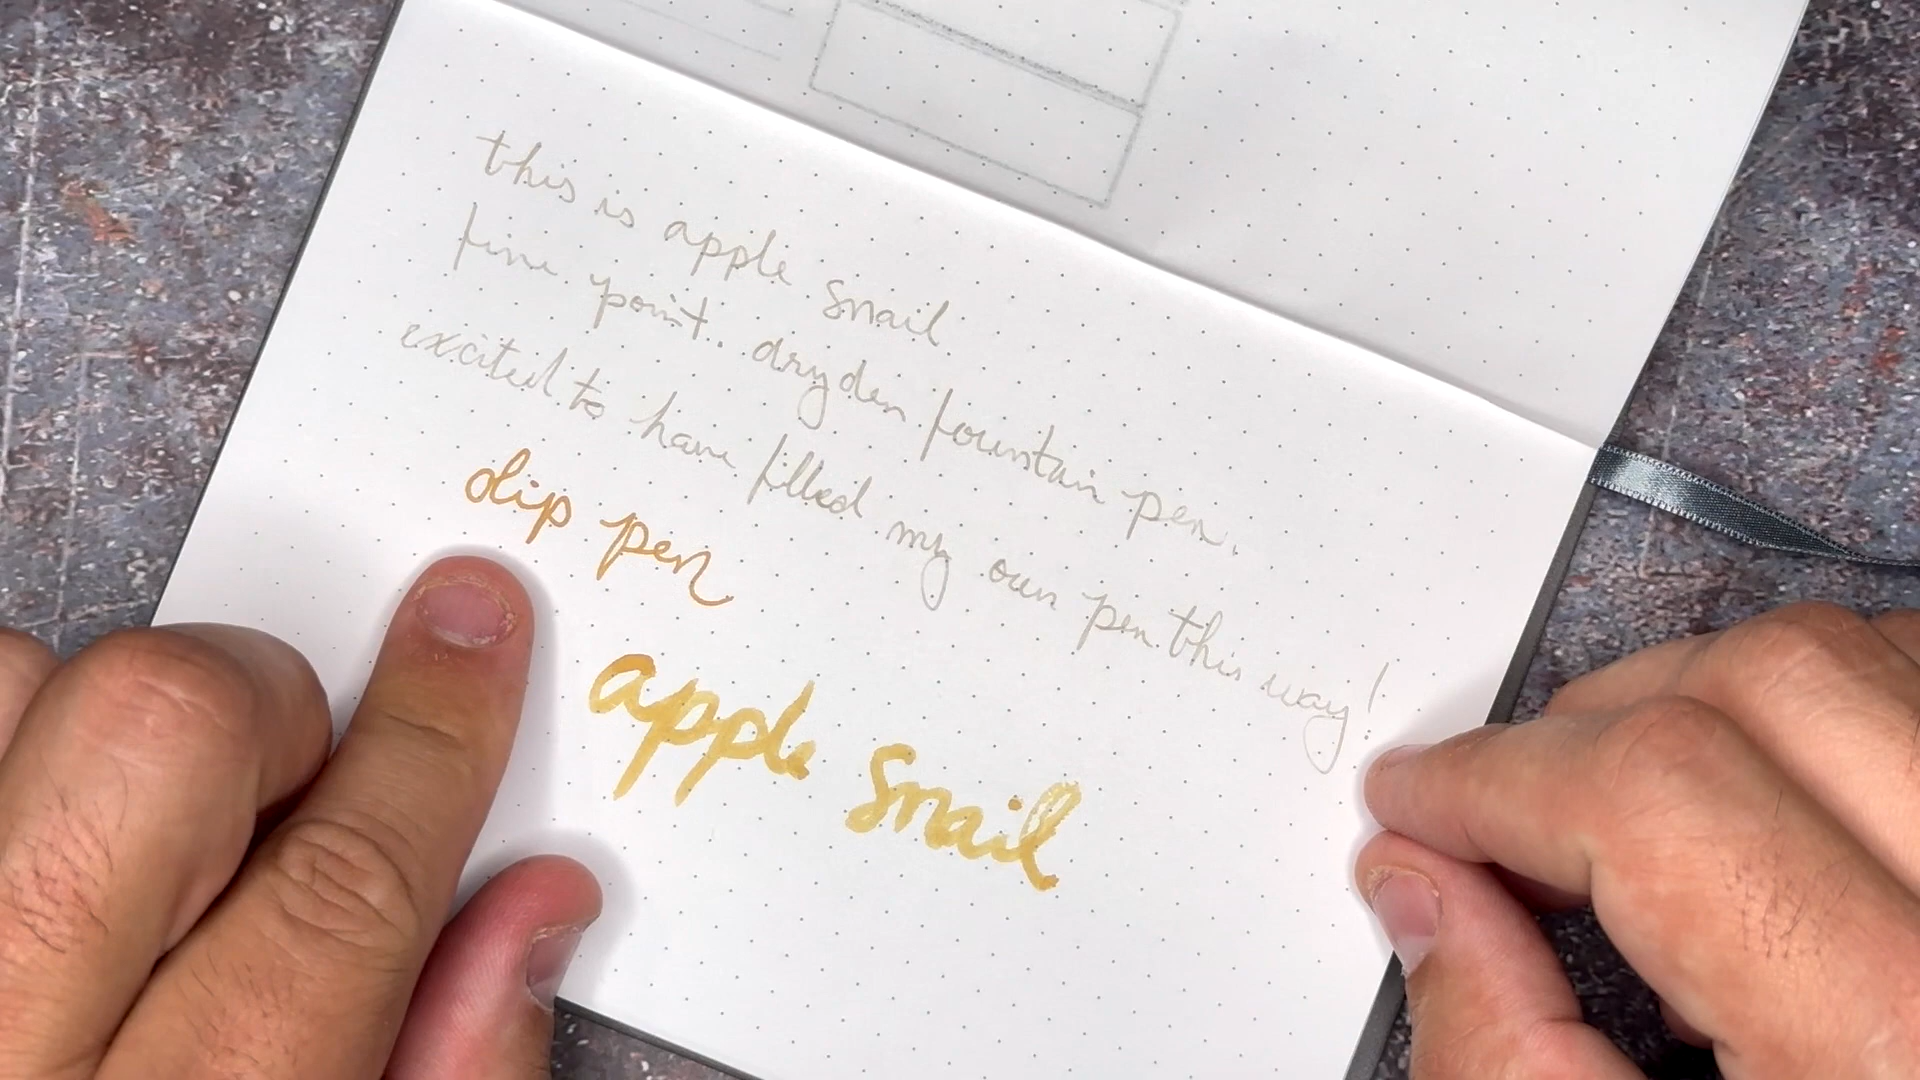 this is apple snail
fine point. dryden fountain pen.
excited to have filled my own pen this way!
dip pen
apple snail